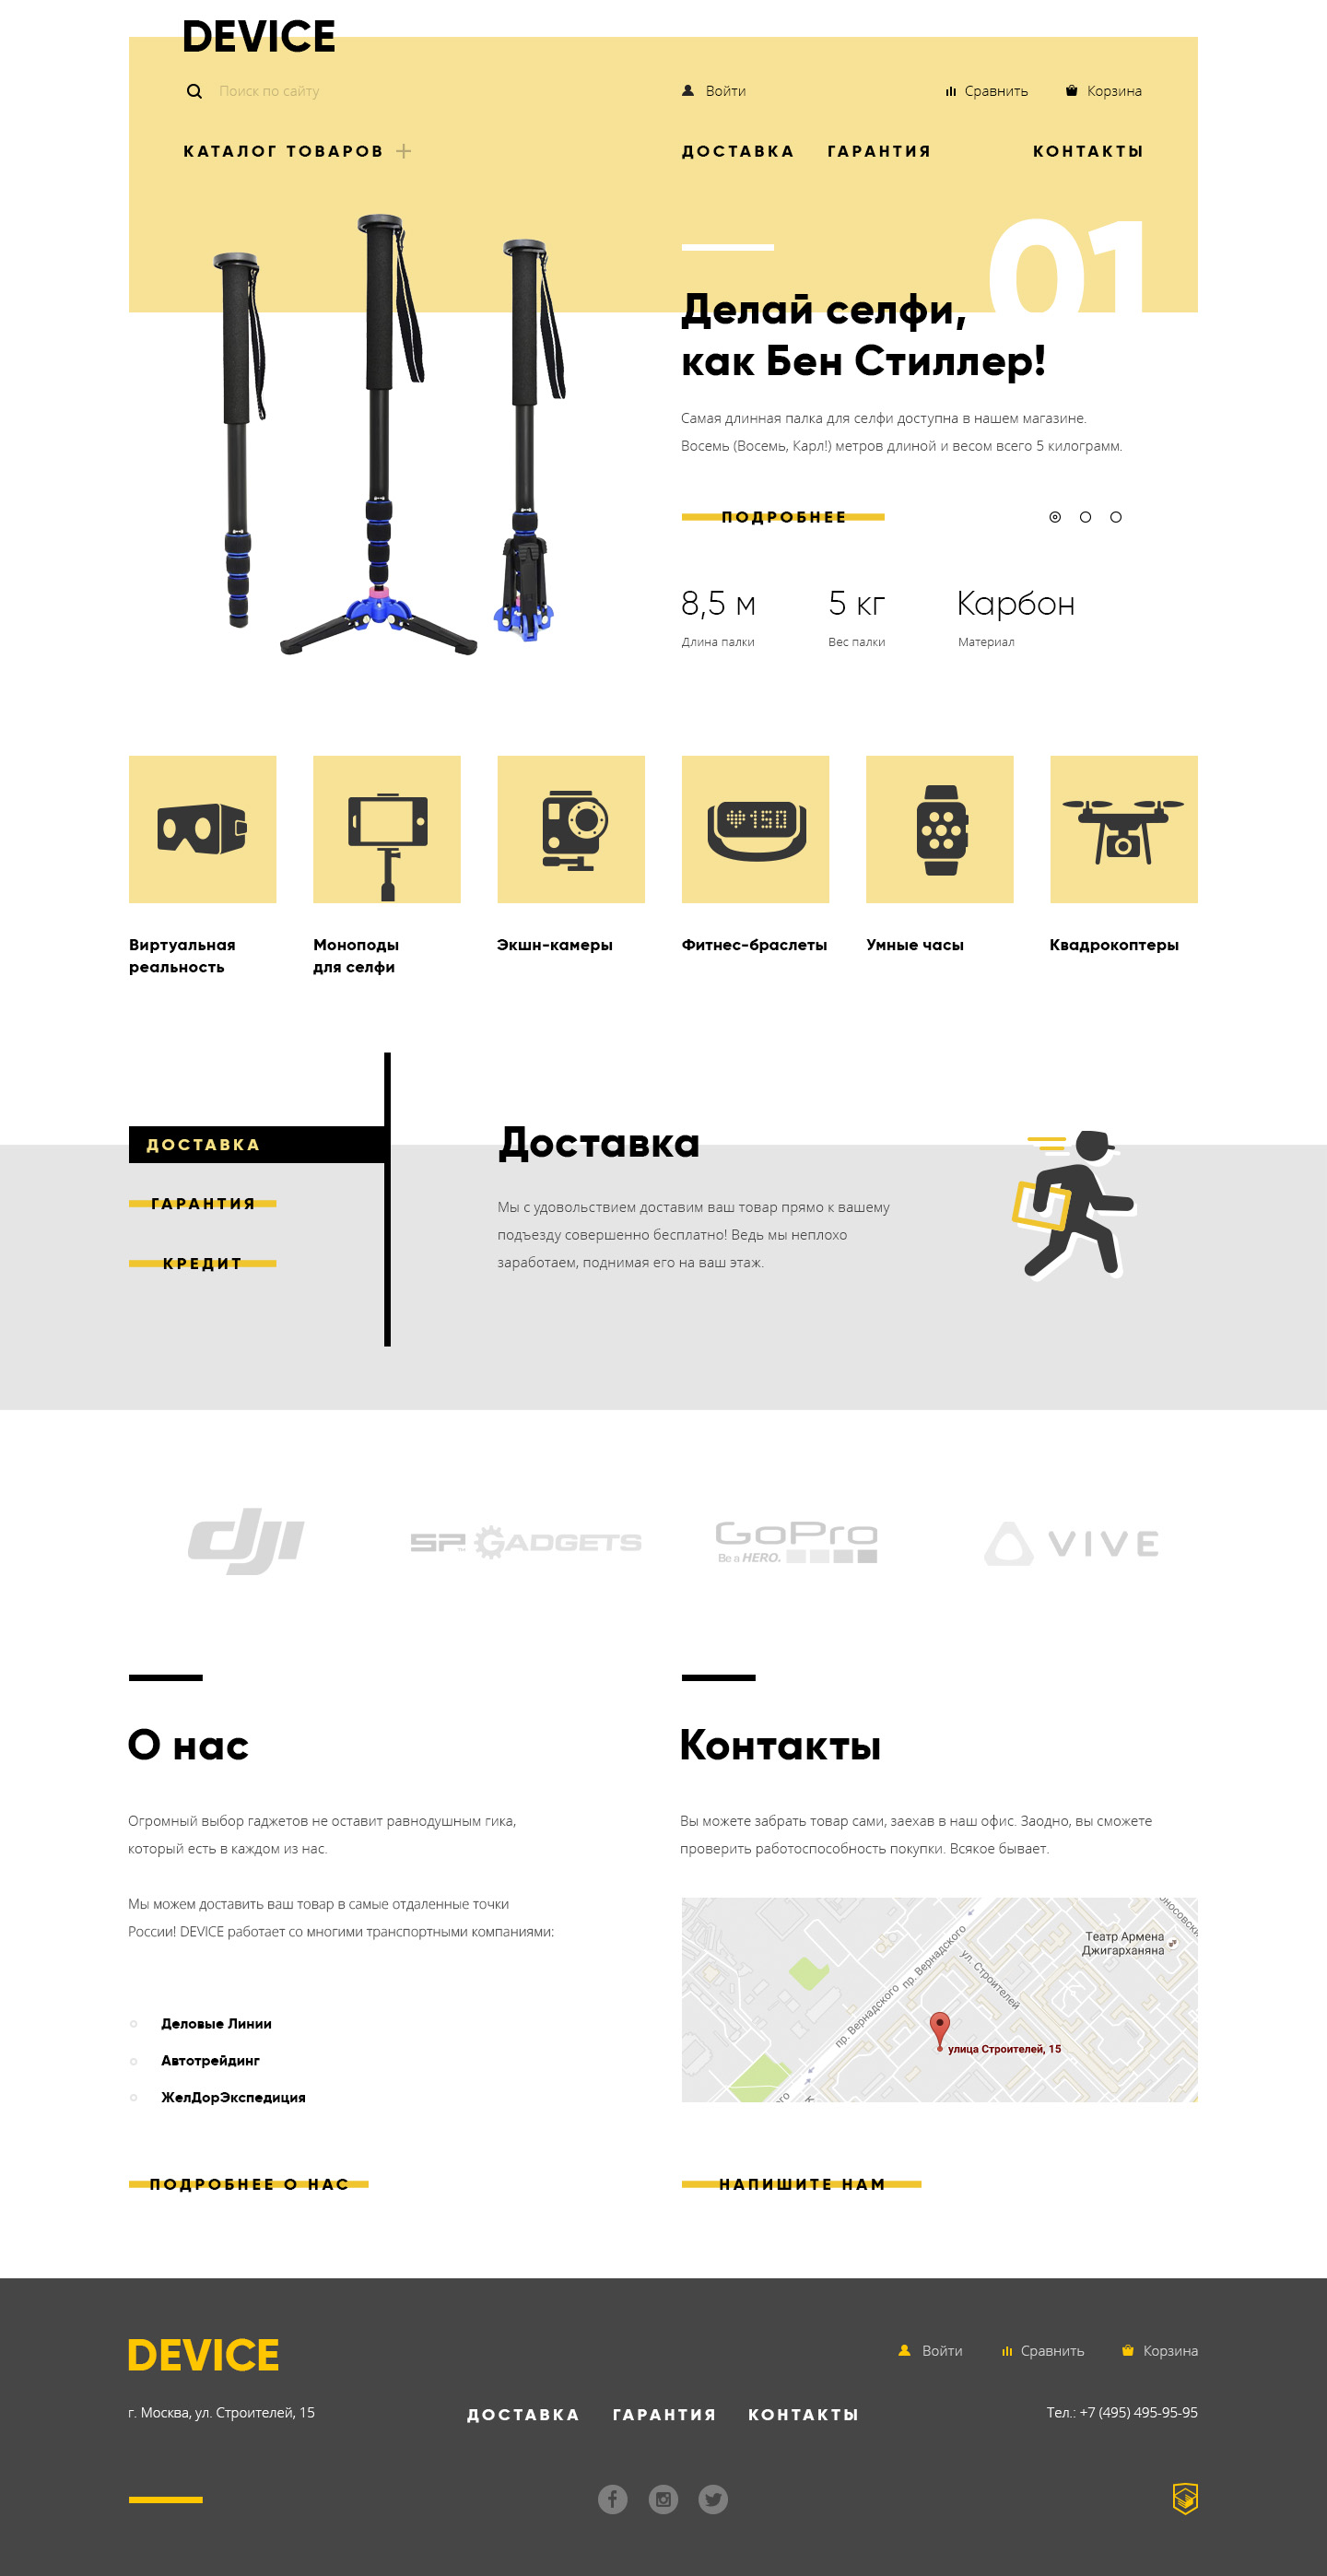 DEVICE
Поиск по сайту
Войти
Сравнить
Корзина
КАТАЛОГ ТОВАРОВ +
ДОСТАВКА
ГАРАНТИЯ
КОНТАКТЫ
01
Делай селфи,
как Бен Стиллер!
Самая длинная палка для селфи доступна в нашем магазине.
Восемь (Восемь, Карл!) метров длиной и весом всего 5 килограмм.
ПОДРОБНЕЕ
8,5 м
5 кг
Карбон
Длина палки
Вес палки
Материал
150
Виртуальная
реальность
Моноподы
для селфи
Экшн-камеры
Фитнес-браслеты
Умные часы
Квадрокоптеры
ДОСТАВКА
ГАРАНТИЯ
КРЕДИТ
Доставка
Мы с удовольствием доставим ваш товар прямо к вашему
подъезду совершенно бесплатно! Ведь мы неплохо
заработаем, поднимая его на ваш этаж.
dji
SP GADGETS
GoPro
Be a HERO.
VIVE
О нас
Огромный выбор гаджетов не оставит равнодушным гика,
который есть в каждом из нас.
Мы можем доставить ваш товар в самые отдаленные точки
России! DEVICE работает со многими транспортными компаниями:
Деловые Линии
Автотрейдинг
ЖелДорЭкспедиция
ПОДРОБНЕЕ О НАС
Контакты
Вы можете забрать товар сами, заехав в наш офис. Заодно, вы сможете
проверить работоспособность покупки. Всякое бывает.
Театр Армена
Джигарханяна
пр. Вернадского
ул. Строителей
пр. Вернадского
улица Строителей, 15
НАПИШИТЕ НАМ
DEVICE
Войти
Сравнить
Корзина
г. Москва, ул. Строителей, 15
ДОСТАВКА
ГАРАНТИЯ
КОНТАКТЫ
Тел.: +7 (495) 495-95-95